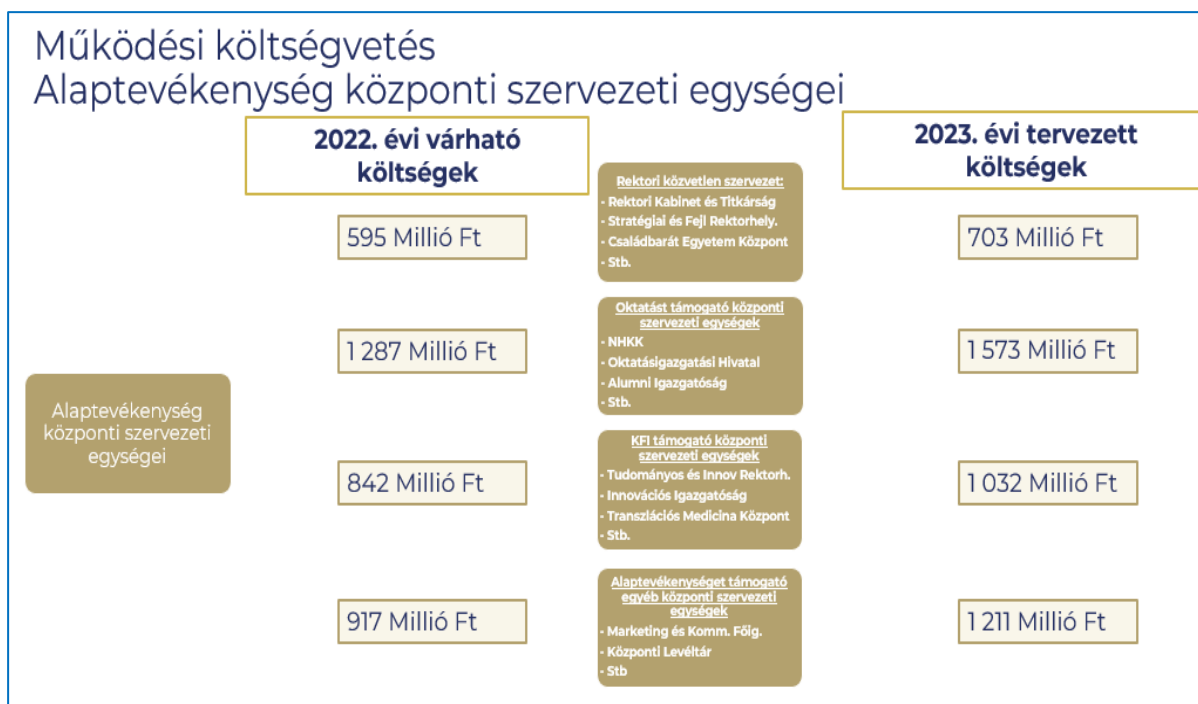 Működési költségvetés
Alaptevékenység központi szervezeti egységei
2022. évi várható
költségek
2023. évi tervezett
költségek
595 Millió Ft
Rektori közvetlen szervezet:
- Rektori Kabinet és Titkárság
- Stratégiai és Fejl Rektorhely.
- Családbarát Egyetem Központ
- Stb.
703 Millió Ft
1 287 Millió Ft
Oktatást támogató központi
szervezeti egységek
- NHKK
- Oktatásigazgatási Hivatal
- Alumni Igazgatóság
- Stb.
1 573 Millió Ft
Alaptevékenység
központi szervezeti
egységei
842 Millió Ft
KFI támogató központi
szervezeti egységek
- Tudományos és Innov Rektorh.
- Innovációs Igazgatóság
- Transzlációs Medicina Központ
- Stb.
1 032 Millió Ft
917 Millió Ft
Alaptevékenységet támogató
egyéb központi szervezeti
egységek
- Marketing és Komm. Főig.
- Központi Levéltár
- Stb
1 211 Millió Ft